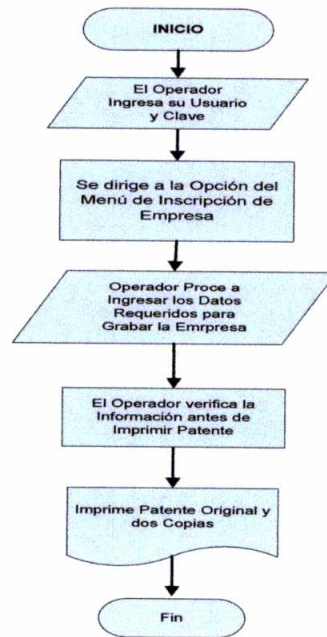 INICIO
El Operador
Ingresa su Usuario
y Clave
Se dirige a la Opción del
Menú de Inscripción de
Empresa
Operador Proce a
Ingresar los Datos
Requeridos para
Grabar la Emrpesa
El Operador verifica la
Información antes de
Imprimir Patente
Imprime Patente Original y
dos Copias
Fin